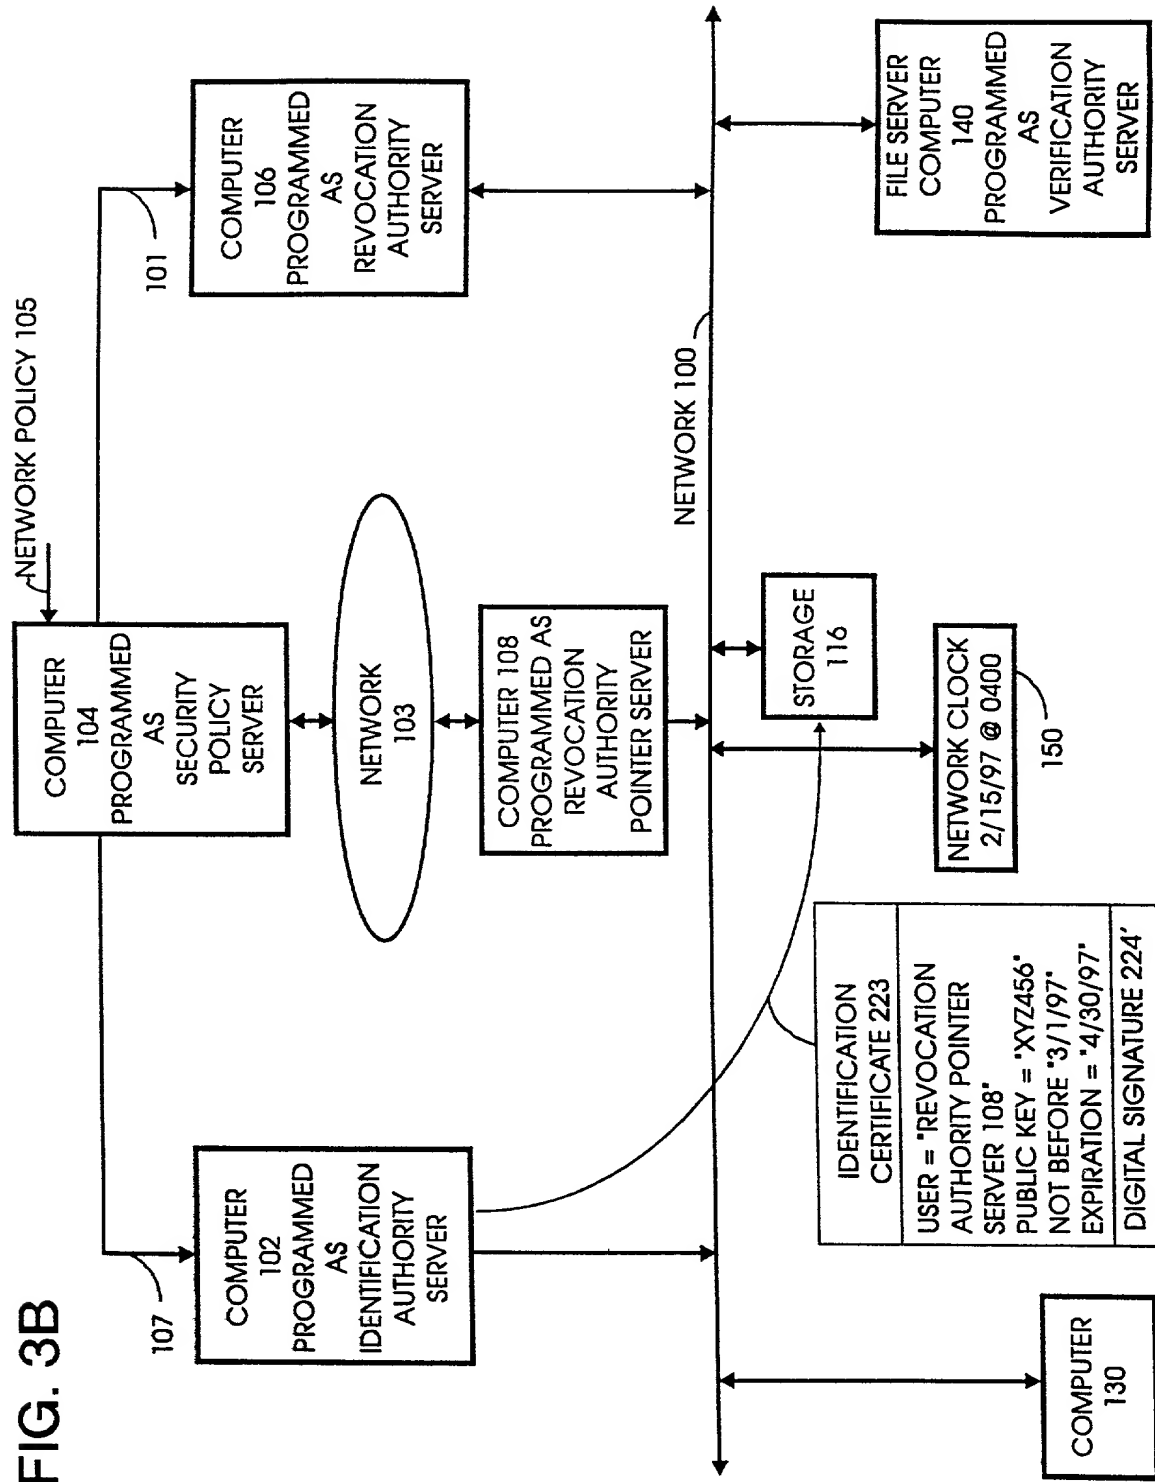 FIG. 3B
NETWORK POLICY 105
COMPUTER
104
PROGRAMMED
AS
SECURITY
POLICY
SERVER
107
101
COMPUTER
102
PROGRAMMED
AS
IDENTIFICATION
AUTHORITY
SERVER
NETWORK
103
COMPUTER
106
PROGRAMMED
AS
REVOCATION
AUTHORITY
SERVER
COMPUTER 108
PROGRAMMED AS
REVOCATION
AUTHORITY
POINTER SERVER
NETWORK 100
STORAGE
116
IDENTIFICATION
CERTIFICATE 223
USER = "REVOCATION
AUTHORITY POINTER
SERVER 108"
PUBLIC KEY = "XYZ456"
NOT BEFORE "3/1/97"
EXPIRATION = "4/30/97"
DIGITAL SIGNATURE 224'
NETWORK CLOCK
2/15/97 @ 0400
150
COMPUTER
130
FILE SERVER
COMPUTER
140
PROGRAMMED
AS
VERIFICATION
AUTHORITY
SERVER